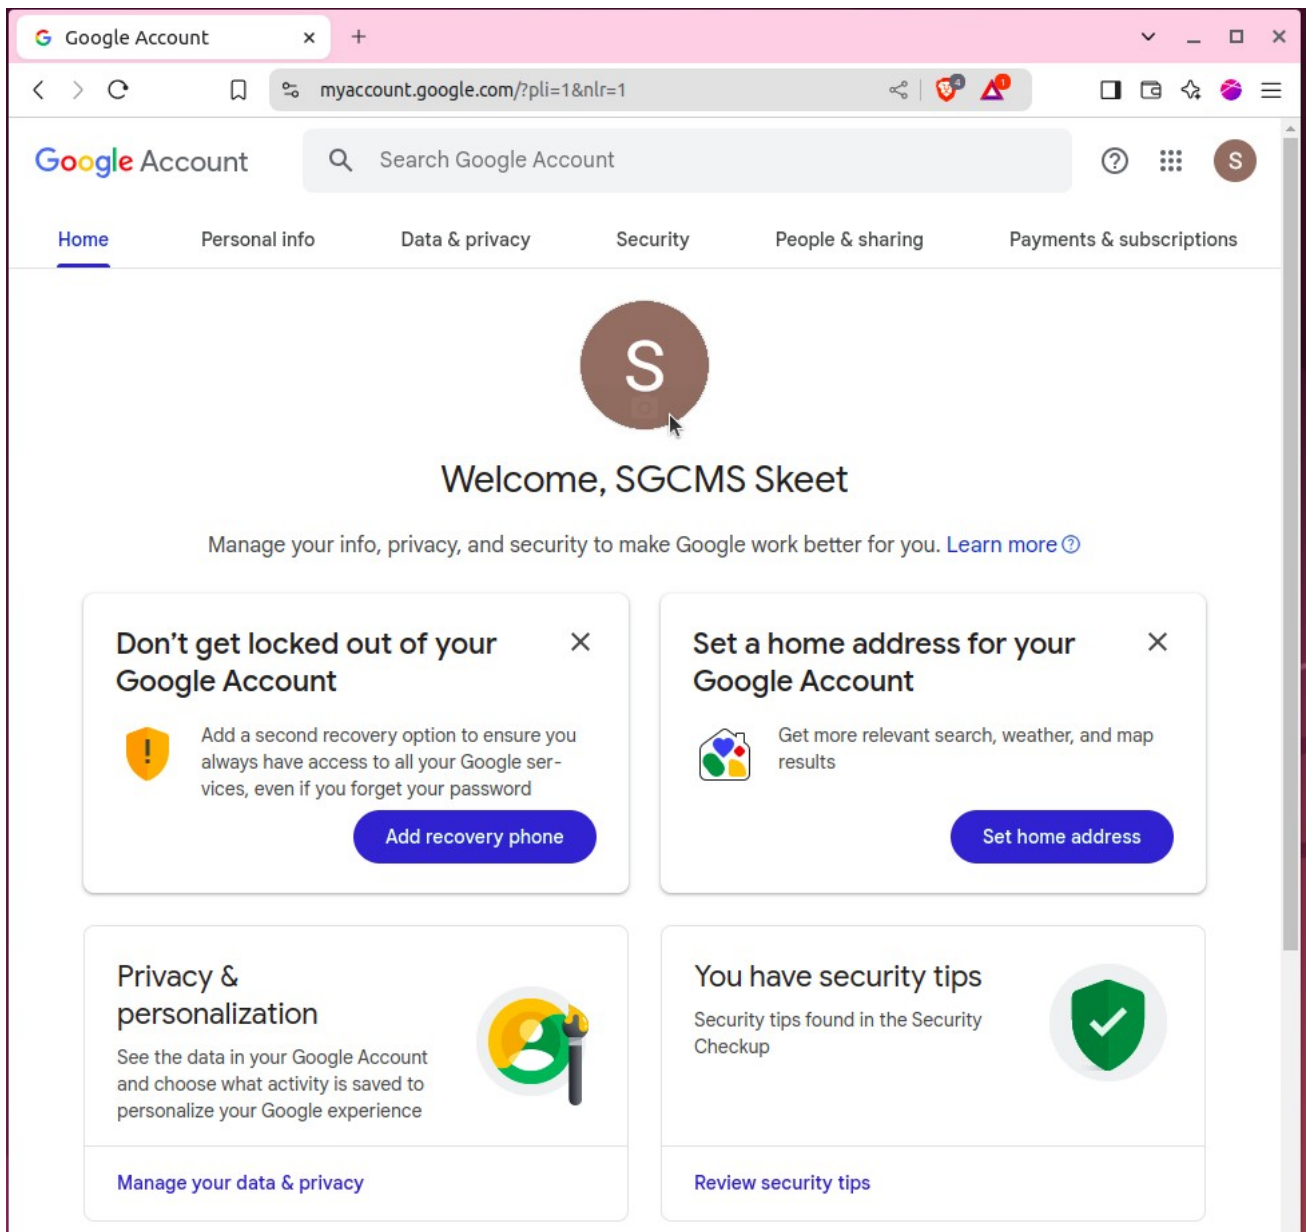 Google Account
myaccount.google.com/?pli=1&nlr=1
4
1
Google Account
Search Google Account
S
Home
Personal info
Data & privacy
Security
People & sharing
Payments & subscriptions
S
Welcome, SGCMS Skeet
Manage your info, privacy, and security to make Google work better for you. Learn more
Don’t get locked out of your
Google Account
Add a second recovery option to ensure you
always have access to all your Google ser-
vices, even if you forget your password
Add recovery phone
Set a home address for your
Google Account
Get more relevant search, weather, and map
results
Set home address
Privacy &
personalization
See the data in your Google Account
and choose what activity is saved to
personalize your Google experience
Manage your data & privacy
You have security tips
Security tips found in the Security
Checkup
Review security tips